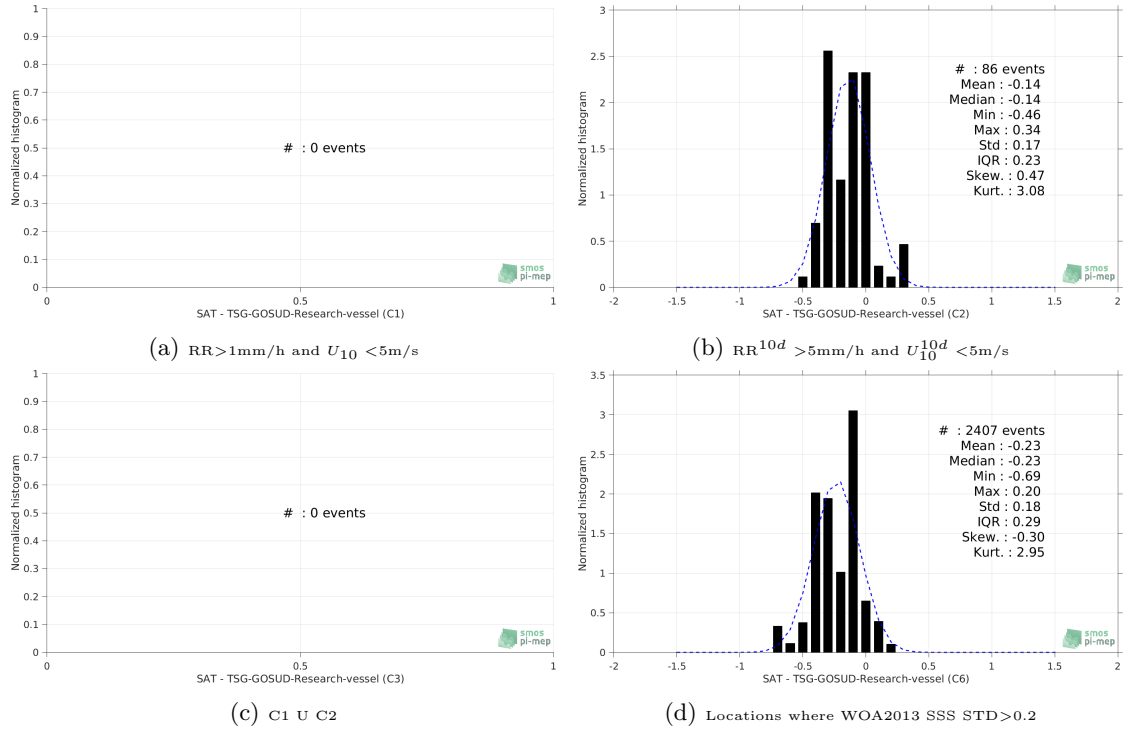 1
0.9
0.8
0.7
0.6
0.5
0.4
0.3
0.2
0.1
0
Normalized histogram
# : 0 events
smos
pi-mep
0 0.5 1
SAT - TSG-GOSUD-Research-vessel (C1)
(a) RR>1mm/h and U10 <5m/s
3
2.5
2
1.5
1
0.5
0
Normalized histogram
# : 86 events
Mean : -0.14
Median : -0.14
Min : -0.46
Max : 0.34
Std : 0.17
IQR : 0.23
Skew. : 0.47
Kurt. : 3.08
smos
pi-mep
-2 -1.5 -1 -0.5 0 0.5 1 1.5 2
SAT - TSG-GOSUD-Research-vessel (C2)
(b) RR10d >5mm/h and U10d10 <5m/s
1
0.9
0.8
0.7
0.6
0.5
0.4
0.3
0.2
0.1
0
Normalized histogram
# : 0 events
smos
pi-mep
0 0.5 1
SAT - TSG-GOSUD-Research-vessel (C3)
(c) C1 U C2
3.5
3
2.5
2
1.5
1
0.5
0
Normalized histogram
# : 2407 events
Mean : -0.23
Median : -0.23
Min : -0.69
Max : 0.20
Std : 0.18
IQR : 0.29
Skew. : -0.30
Kurt. : 2.95
smos
pi-mep
-2 -1.5 -1 -0.5 0 0.5 1 1.5 2
SAT - TSG-GOSUD-Research-vessel (C6)
(d) Locations where WOA2013 SSS STD>0.2